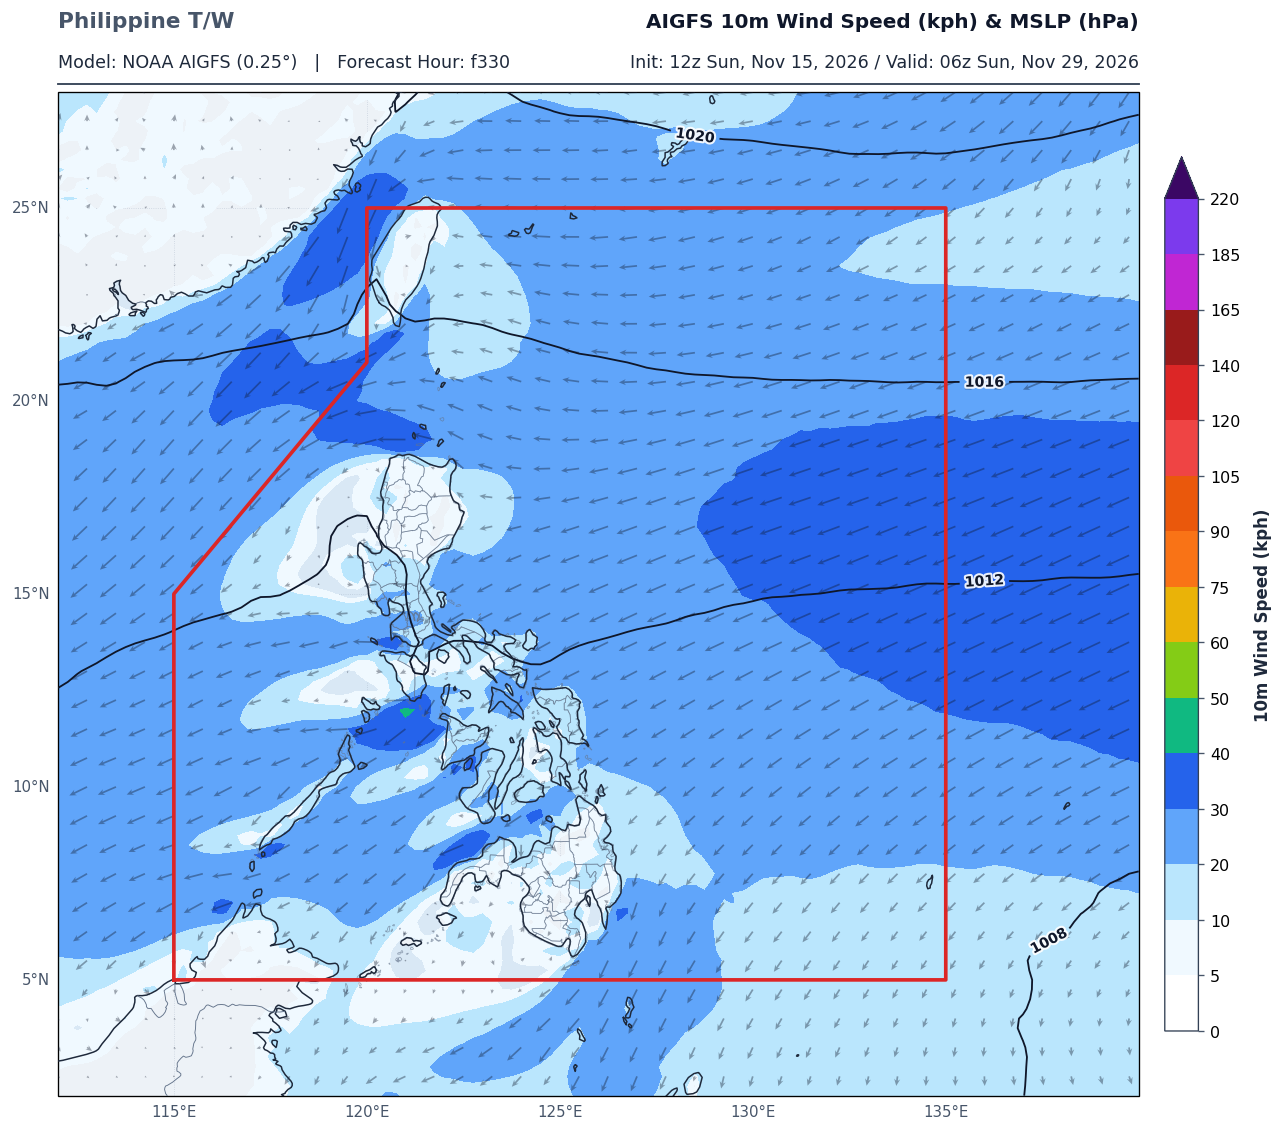 Philippine T/W
AIGFS 10m Wind Speed (kph) & MSLP (hPa)
Model: NOAA AIGFS (0.25°)   |   Forecast Hour: f330
Init: 12z Sun, Nov 15, 2026 / Valid: 06z Sun, Nov 29, 2026
1020
25°N
1016
20°N
1012
15°N
10°N
1008
5°N
115°E
120°E
125°E
130°E
135°E
220
185
165
140
120
105
90
75
60
50
40
30
20
10
5
0
10m Wind Speed (kph)